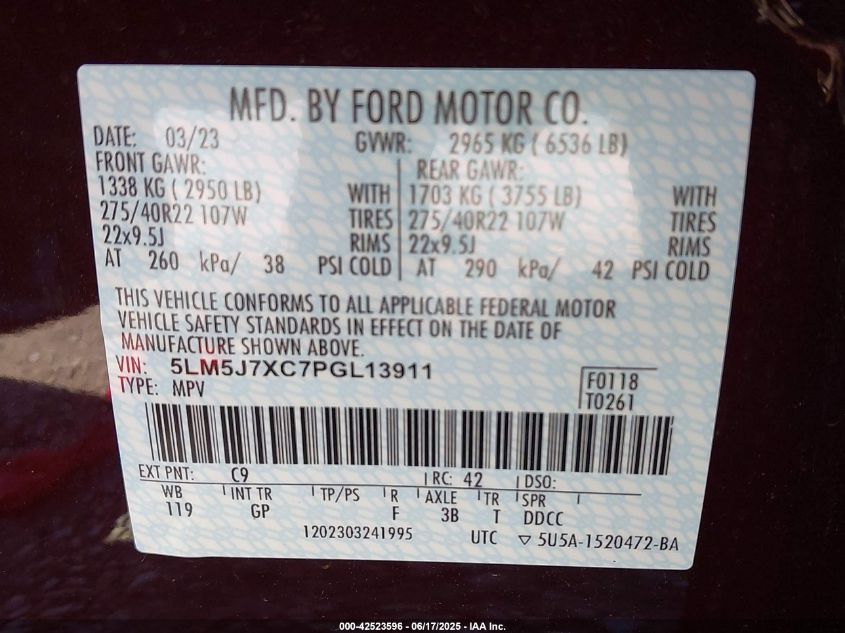 MFD. BY FORD MOTOR CO.
DATE: 03/23 GVWR: 2965 KG ( 6536 LB)
FRONT GAWR: REAR GAWR:
1338 KG ( 2950 LB) WITH 1703 KG ( 3755 LB) WITH
275/40R22 107W TIRES 275/40R22 107W TIRES
22x9.5J RIMS 22x9.5J RIMS
AT 260 kPa/ 38 PSI COLD AT 290 kPa/ 42 PSI COLD
THIS VEHICLE CONFORMS TO ALL APPLICABLE FEDERAL MOTOR
VEHICLE SAFETY STANDARDS IN EFFECT ON THE DATE OF
MANUFACTURE SHOWN ABOVE.
VIN: 5LM5J7XC7PGL13911
TYPE: MPV
F0118
T0261
EXT PNT: C9 RC: 42 DSO:
WB INT TR TP/PS R AXLE TR SPR
119 GP F 3B T DDCC
1202303241995 UTC ▽ 5U5A-1520472-BA
000-42523596 - 06/17/2025 - IAA Inc.